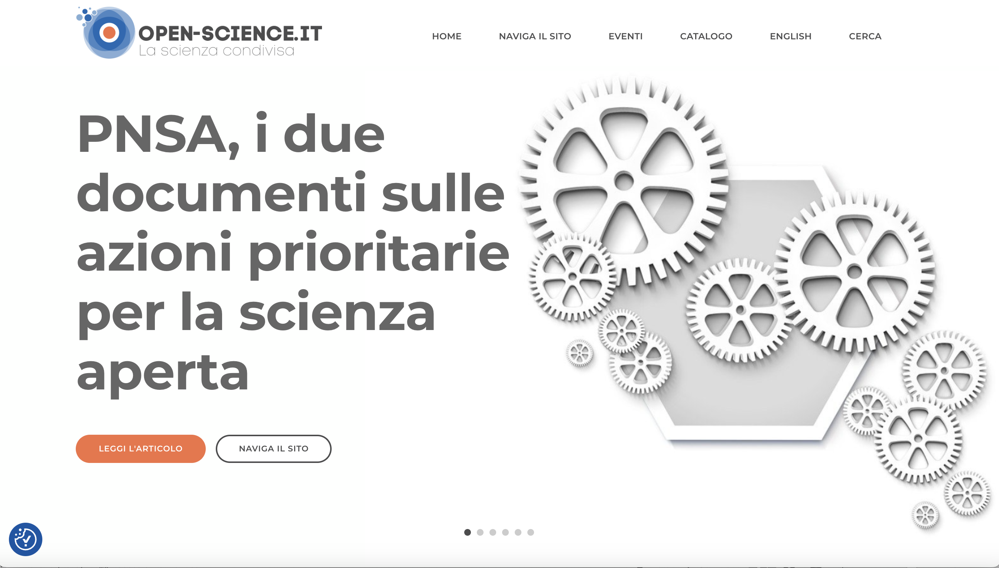 OPEN-SCIENCE.IT
La scienza condivisa
HOME
NAVIGA IL SITO
EVENTI
CATALOGO
ENGLISH
CERCA
PNSA, i due
documenti sulle
azioni prioritarie
per la scienza
aperta
LEGGI L'ARTICOLO
NAVIGA IL SITO